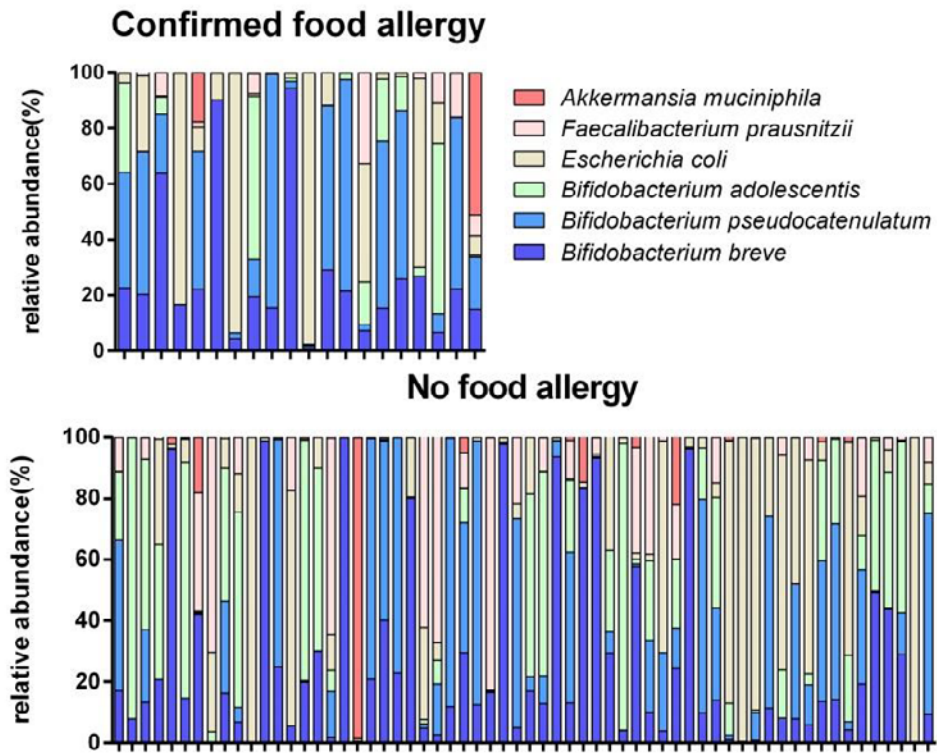 Confirmed food allergy
relative abundance(%)
100
80
60
40
20
0
Akkermansia muciniphila
Faecalibacterium prausnitzii
Escherichia coli
Bifidobacterium adolescentis
Bifidobacterium pseudocatenulatum
Bifidobacterium breve
No food allergy
relative abundance(%)
100
80
60
40
20
0